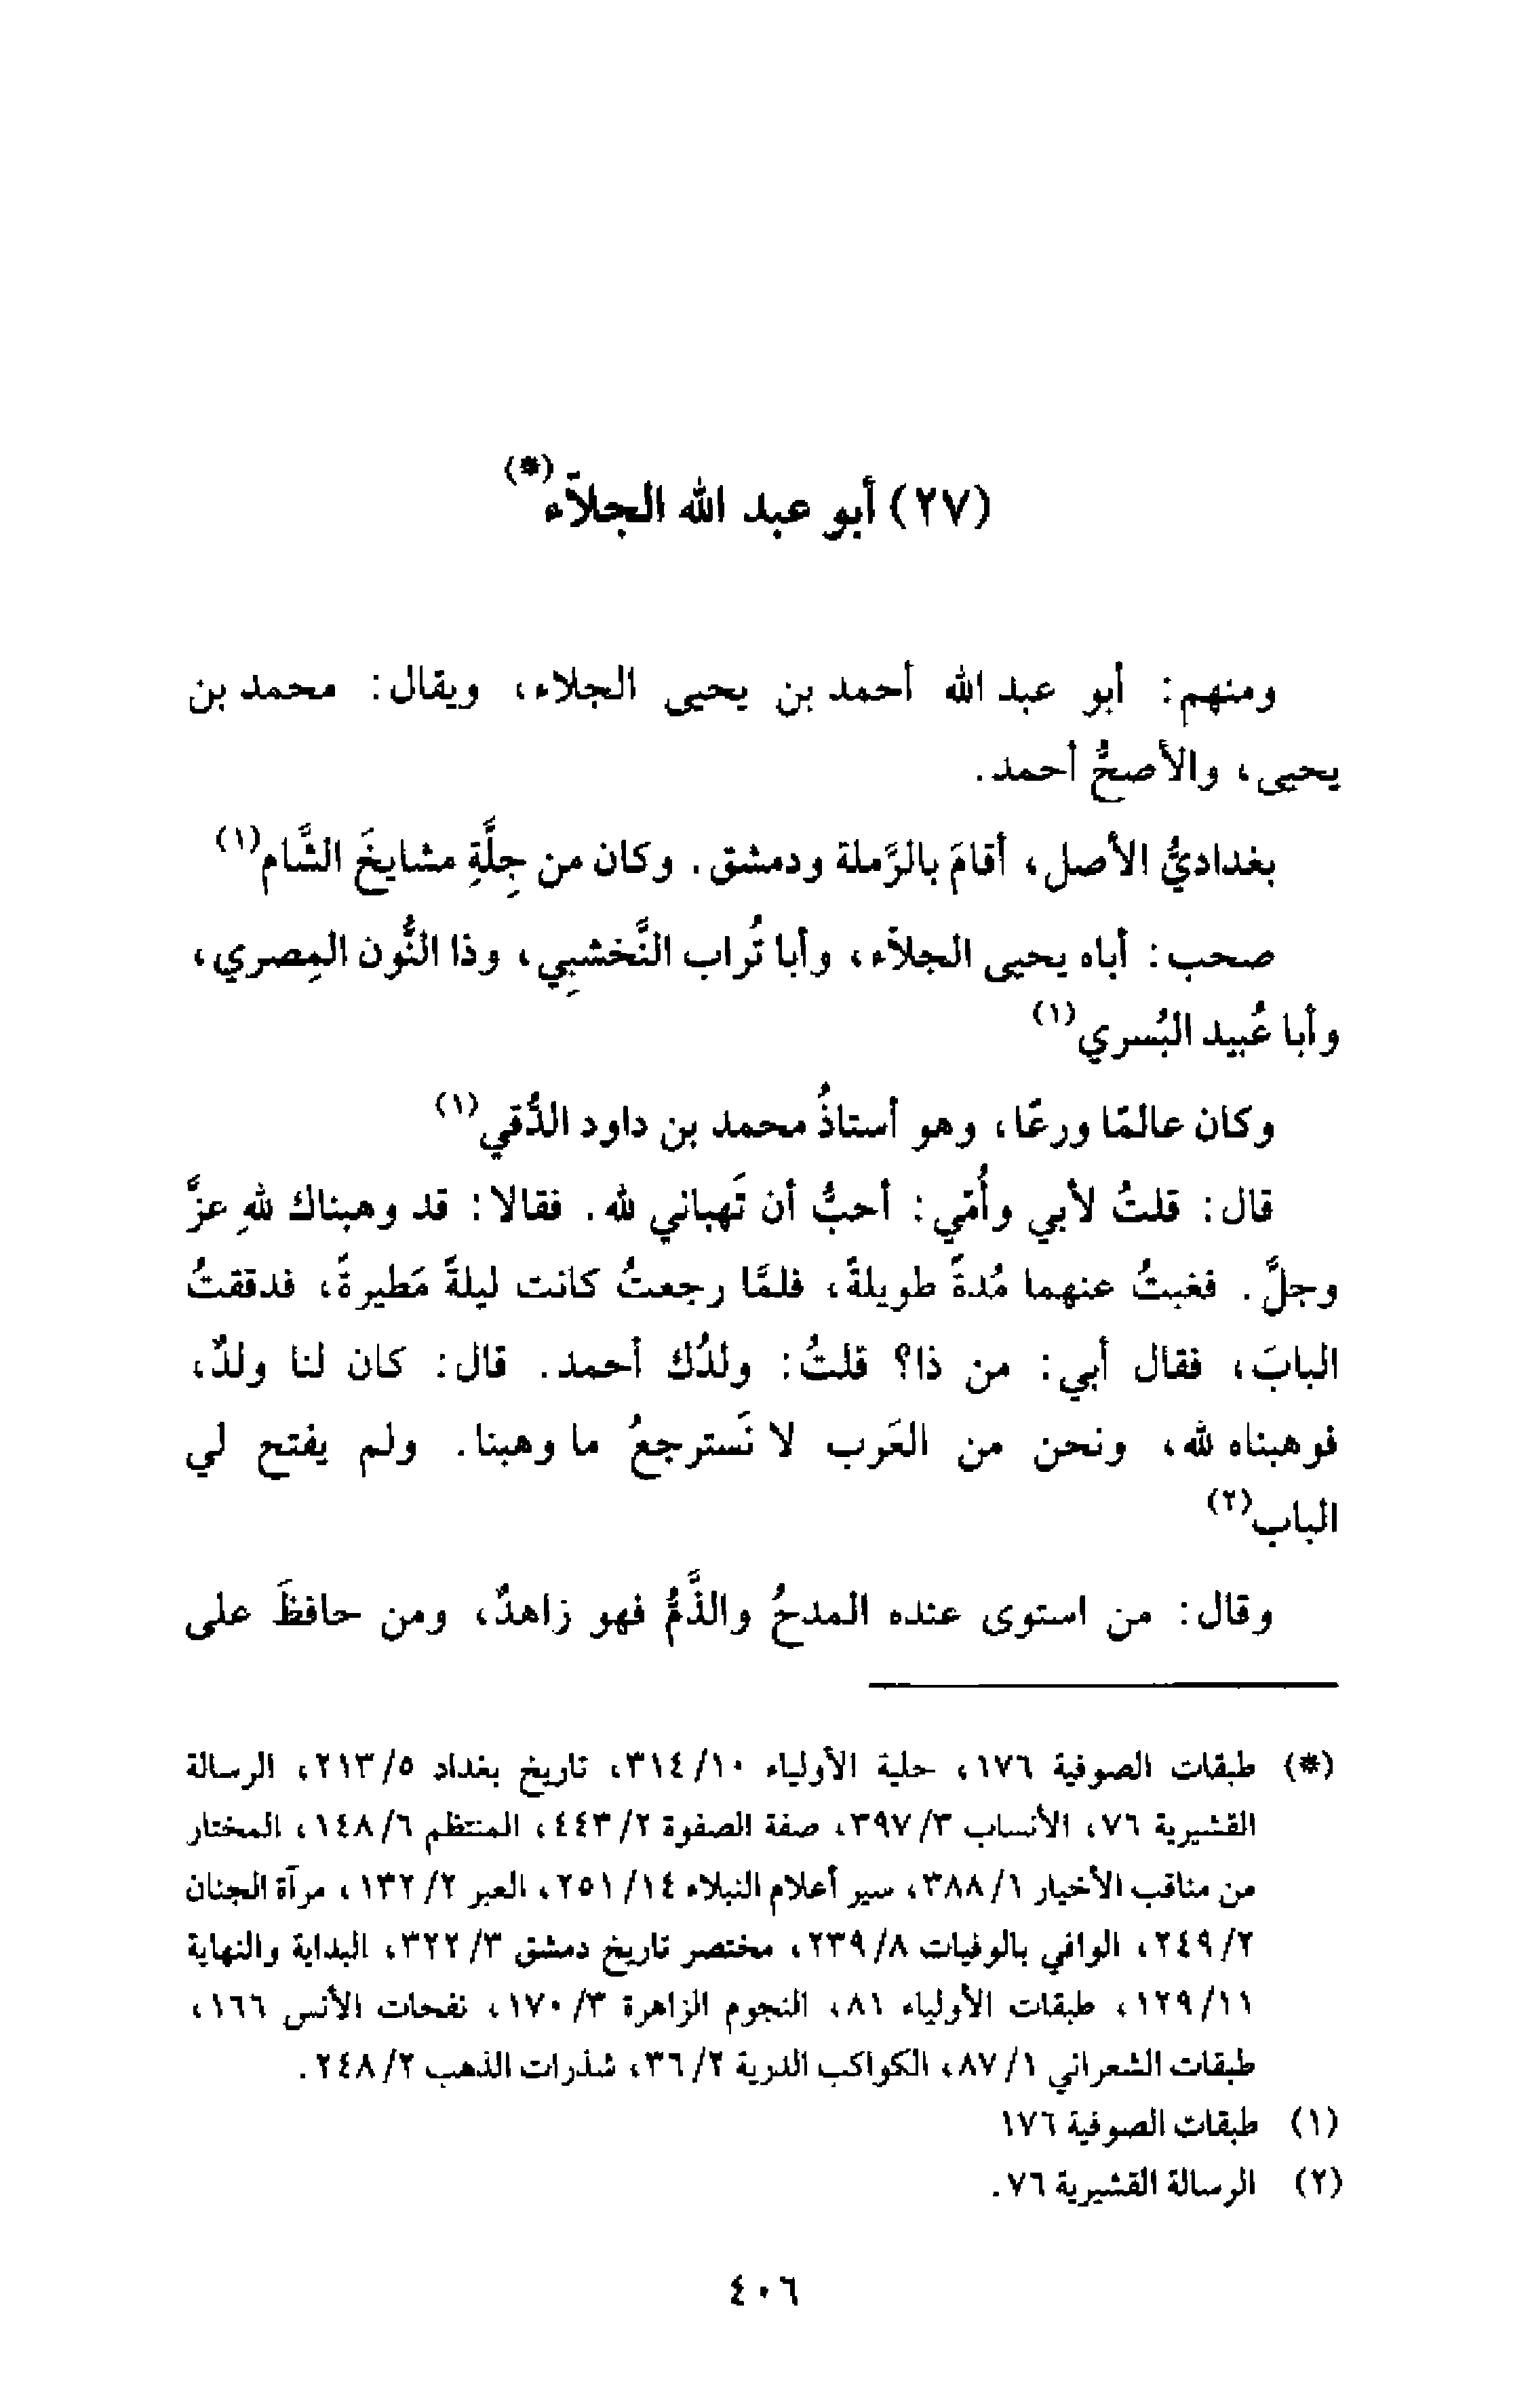 (٢٧) أبو عبد الله الجلاَّء(*)
ومنهم: أبو عبد الله أحمد بن يحيى الجلاء، ويقال: محمد بن
يحيى، والأصحُّ أحمد.
بغداديُّ الأصل، أقامَ بالرَّملة ودمشق. وكان من جِلَّةِ مشايخَ الشَّام(١)
صحب: أباه يحيى الجلاَّء، وأبا تُراب النَّخشبِي، وذا النُّون المِصري،
وأبا عُبيد البُسري(١)
وكان عالمًا ورعًا، وهو أستاذُ محمد بن داود الدُّقي(١)
قال: قلتُ لأبي وأُمّي: أحبُّ أن تَهباني لله. فقالا: قد وهبناك للهِ عزَّ
وجلَّ. فغبتُ عنهما مُدةً طويلةً، فلمَّا رجعتُ كانت ليلةً مَطيرةً، فدققتُ
البابَ، فقال أبي: من ذا؟ قلتُ: ولدُك أحمد. قال: كان لنا ولدٌ،
فوهبناه لله، ونحن من العَرب لا نَسترجعُ ما وهبنا. ولم يفتح لي
الباب(٢)
وقال: من استوى عنده المدحُ والذَّمُّ فهو زاهدٌ، ومن حافظَ على
(*) طبقات الصوفية ١٧٦، حلية الأولياء ١٠/٣١٤، تاريخ بغداد ٥/٢١٣، الرسالة
القشيرية ٧٦، الأنساب ٣/٣٩٧، صفة الصفوة ٢/٤٤٣، المنتظم ٦/١٤٨، المختار
من مناقب الأخيار ١/٣٨٨، سير أعلام النبلاء ١٤/٢٥١، العبر ٢/١٣٢، مرآة الجنان
٢/٢٤٩، الوافي بالوفيات ٨/٢٣٩، مختصر تاريخ دمشق ٣/٣٢٢، البداية والنهاية
١١/١٢٩، طبقات الأولياء ٨١، النجوم الزاهرة ٣/١٧٠، نفحات الأنس ١٦٦،
طبقات الشعراني ١/٨٧، الكواكب الدرية ٢/٣٦، شذرات الذهب ٢/٢٤٨.
(١) طبقات الصوفية ١٧٦
(٢) الرسالة القشيرية ٧٦.
٤٠٦